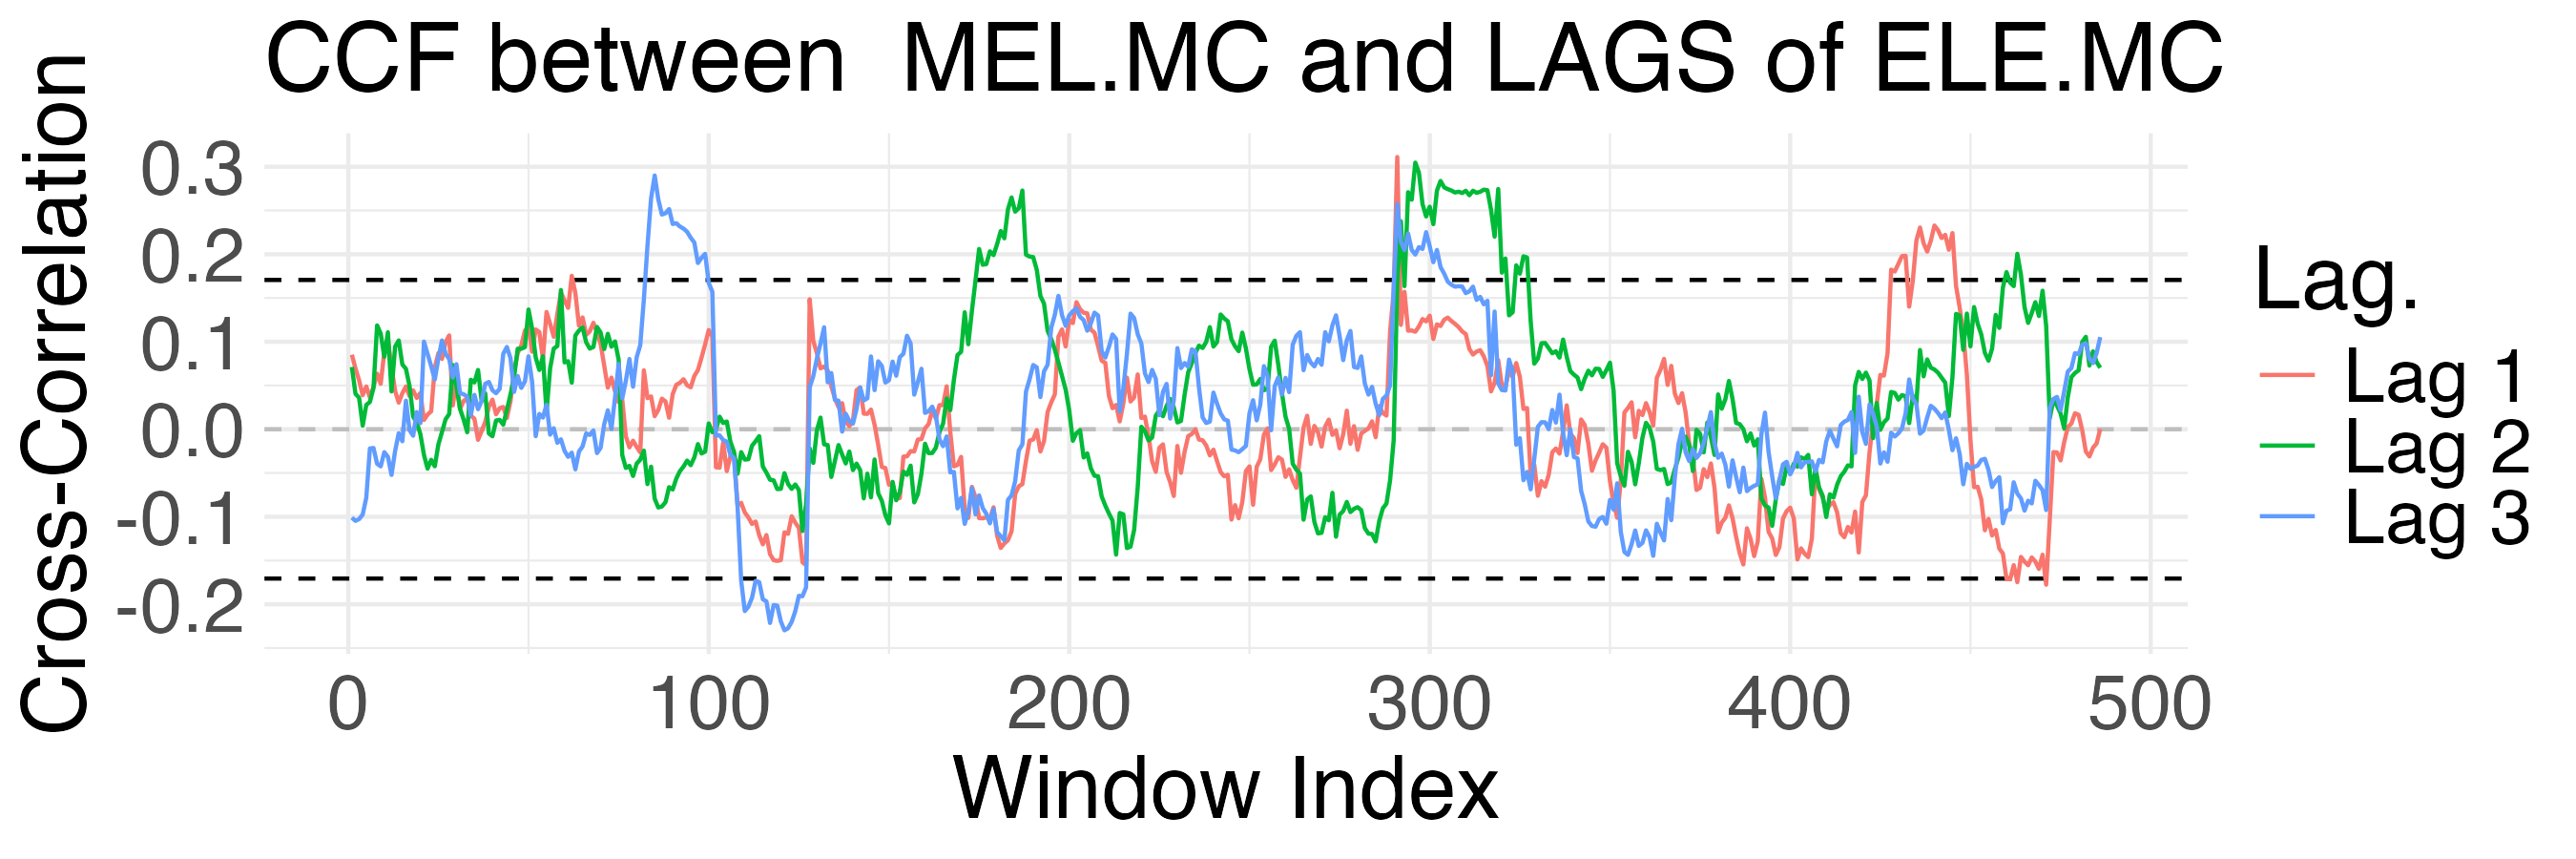 CCF between  MEL.MC and LAGS of ELE.MC
Cross-Correlation
0.3
0.2
0.1
0.0
-0.1
-0.2
0 100 200 300 400 500
Window Index
Lag.
Lag 1
Lag 2
Lag 3